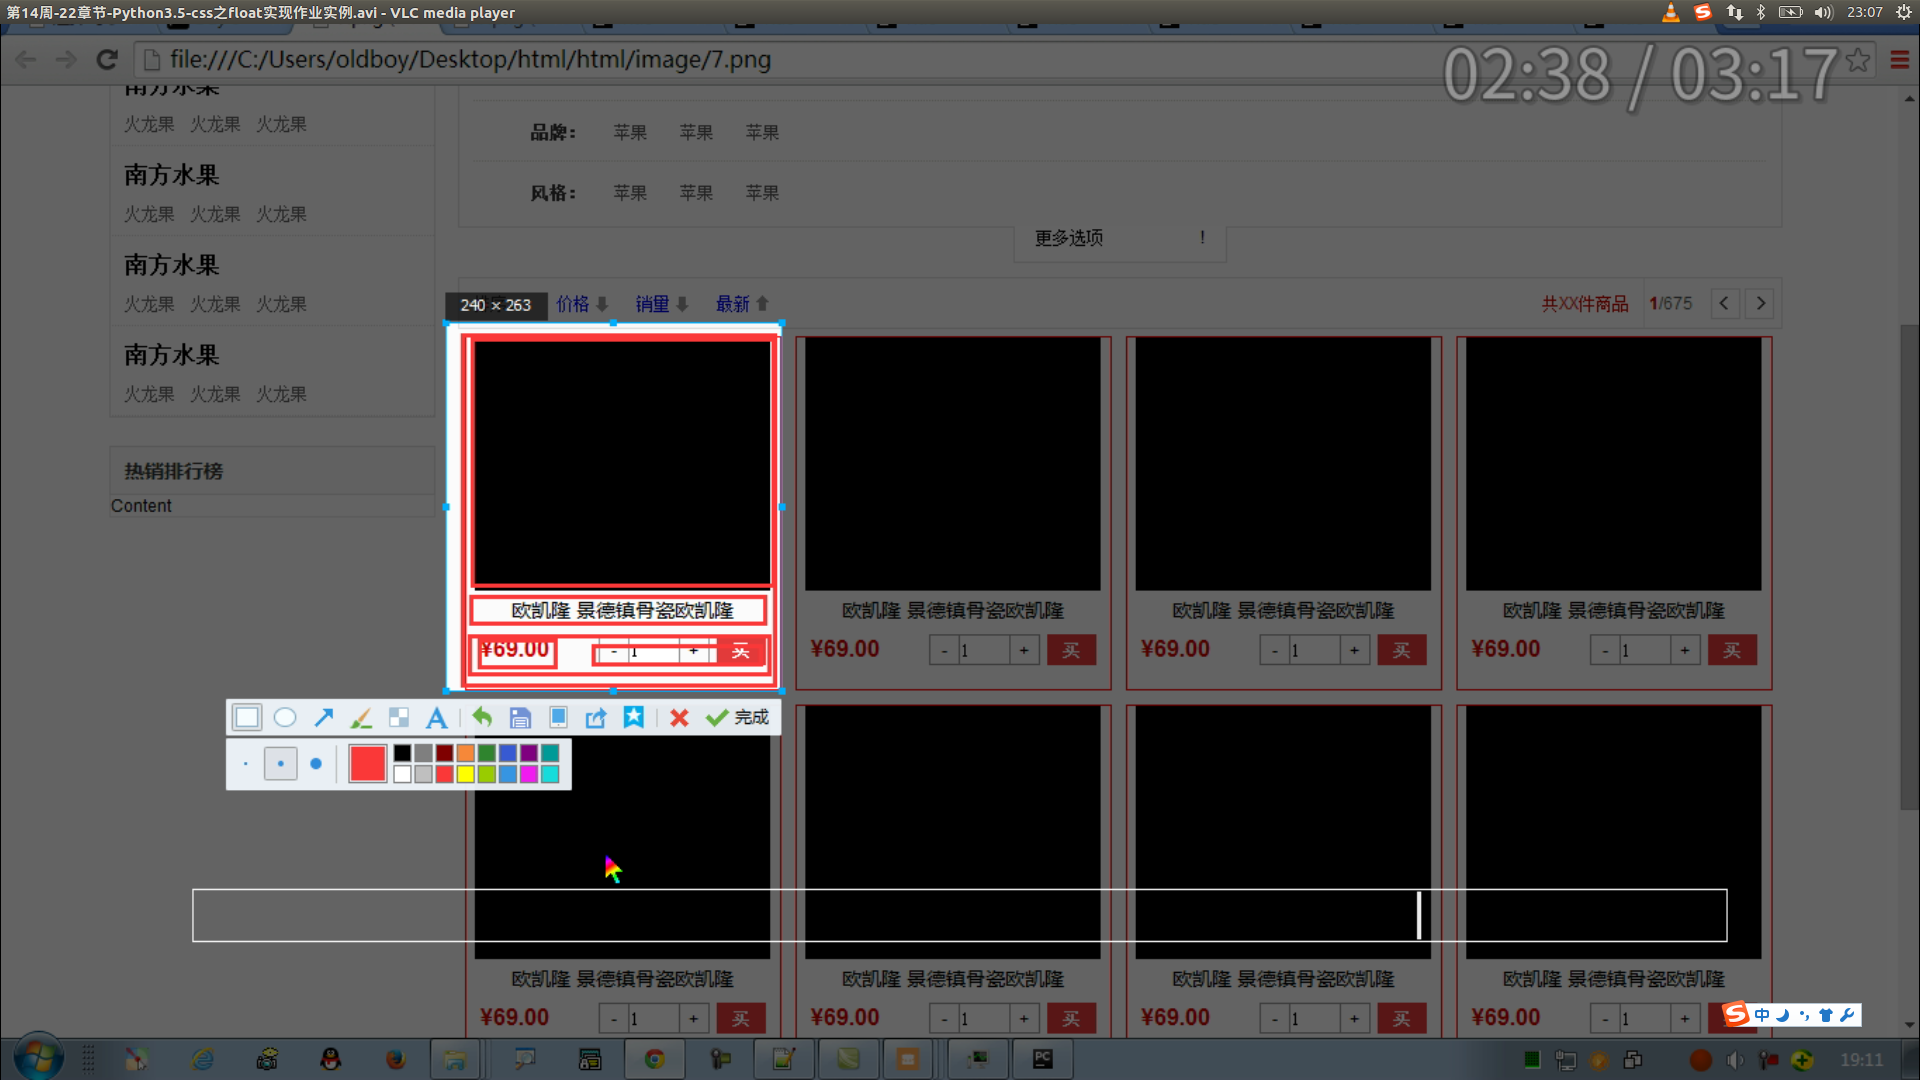 第14周-22章节-Python3.5-css之float实现作业实例.avi - VLC media player
23:07
file:///C:/Users/oldboy/Desktop/html/html/image/7.png
02:38 / 03:17
南方水果
火龙果 火龙果 火龙果
南方水果
火龙果 火龙果 火龙果
南方水果
火龙果 火龙果 火龙果
南方水果
火龙果 火龙果 火龙果
热销排行榜
Content
品牌: 苹果 苹果 苹果
风格: 苹果 苹果 苹果
更多选项 !
240 × 263 价格 销量 最新 共XX件商品 1/675 < >
欧凯隆 景德镇骨瓷欧凯隆 欧凯隆 景德镇骨瓷欧凯隆 欧凯隆 景德镇骨瓷欧凯隆 欧凯隆 景德镇骨瓷欧凯隆
¥69.00 - 1 + 买 ¥69.00 - 1 + 买 ¥69.00 - 1 + 买 ¥69.00 - 1 + 买
A 完成
欧凯隆 景德镇骨瓷欧凯隆 欧凯隆 景德镇骨瓷欧凯隆 欧凯隆 景德镇骨瓷欧凯隆 欧凯隆 景德镇骨瓷欧凯隆
¥69.00 - 1 + 买 ¥69.00 - 1 + 买 ¥69.00 - 1 + 买 ¥69.00 - 1 +
S 中
PC 19:11